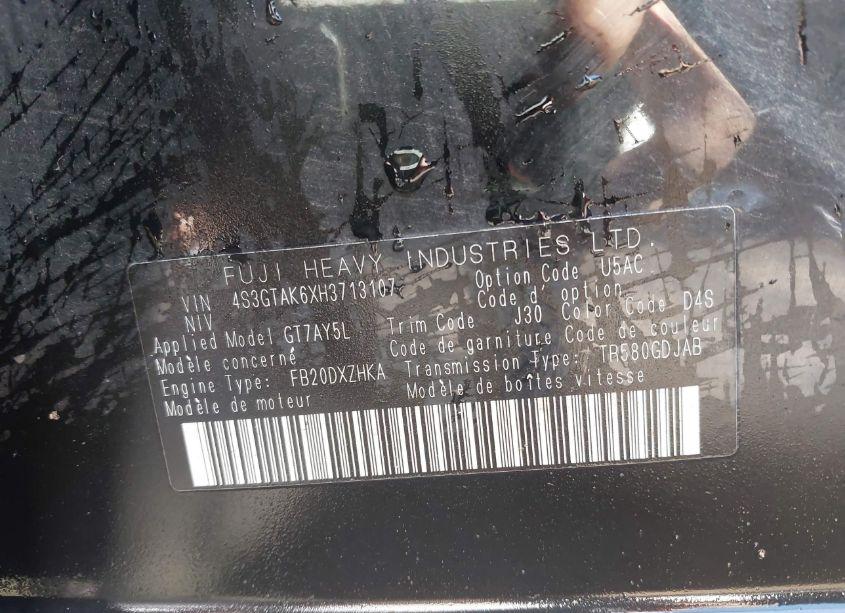 FUJI HEAVY INDUSTRIES LTD.
VIN 4S3GTAK6XH3713107 Option Code U5AC
NIV Code d'option
Applied Model GT7AY5L Trim Code J30 Color Code D4S
Modèle concerné Code de garniture Code de couleur
Engine Type: FB20DXZHKA Transmission Type: TR580GDJAB
Modèle de moteur Modèle de boîtes vitesse